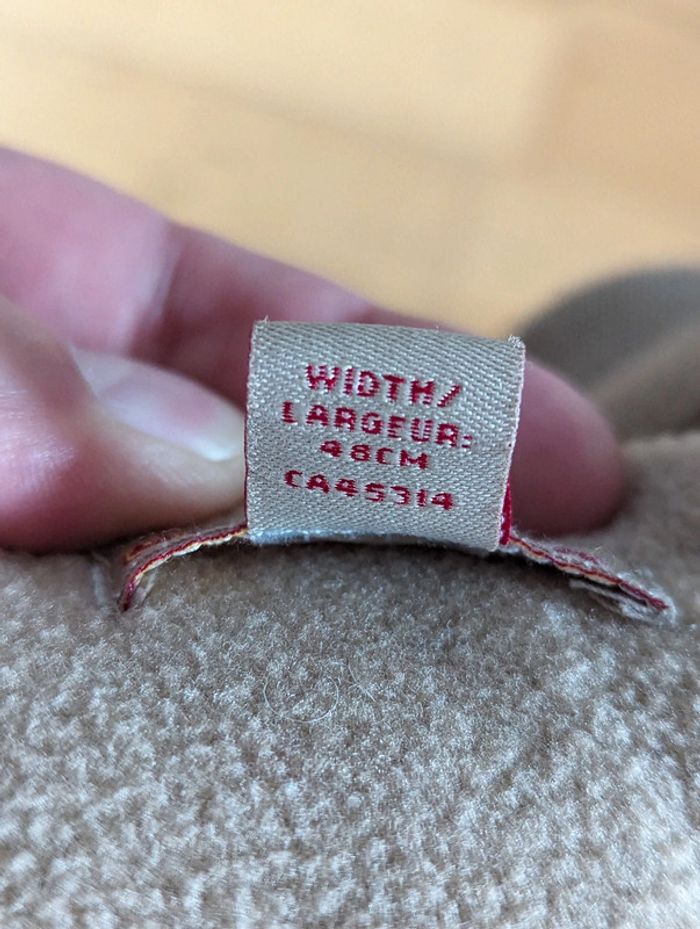 WIDTH/
LARGEUR:
48CM
CA45314